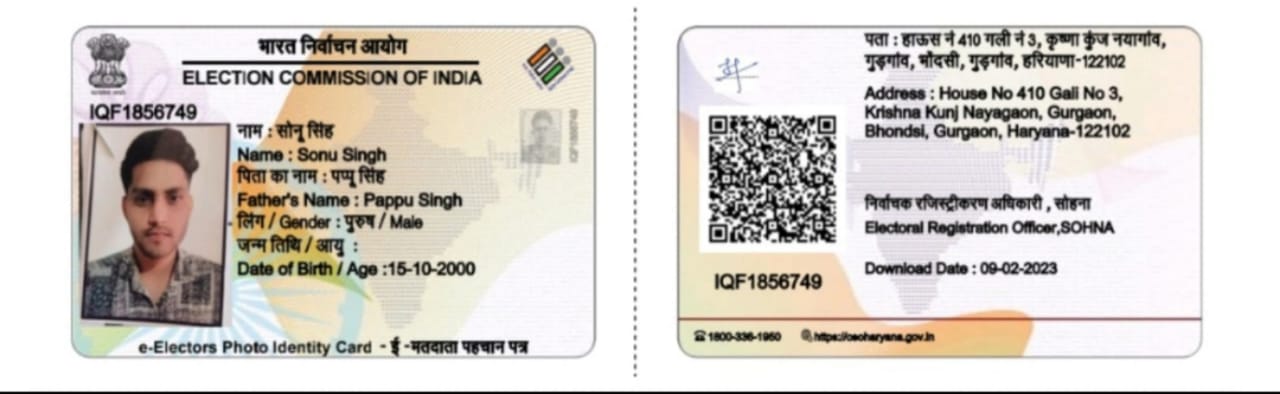 भारत निर्वाचन आयोग
ELECTION COMMISSION OF INDIA
IQF1856749
नाम : सोनू सिंह
Name : Sonu Singh
पिता का नाम : पप्पू सिंह
Father's Name : Pappu Singh
लिंग / Gender : पुरुष / Male
जन्म तिथि / आयु :
Date of Birth / Age :15-10-2000
IQF1856749
e-Electors Photo Identity Card - ई -मतदाता पहचान पत्र
पता : हाऊस नं 410 गली नं 3, कृष्णा कुंज नयागांव,
गुड़गांव, भोंदसी, गुड़गांव, हरियाणा-122102
Address : House No 410 Gali No 3,
Krishna Kunj Nayagaon, Gurgaon,
Bhondsi, Gurgaon, Haryana-122102
निर्वाचक रजिस्ट्रीकरण अधिकारी , सोहना
Electoral Registration Officer,SOHNA
Download Date : 09-02-2023
IQF1856749
1800-336-1950 https://ceoharyana.gov.in